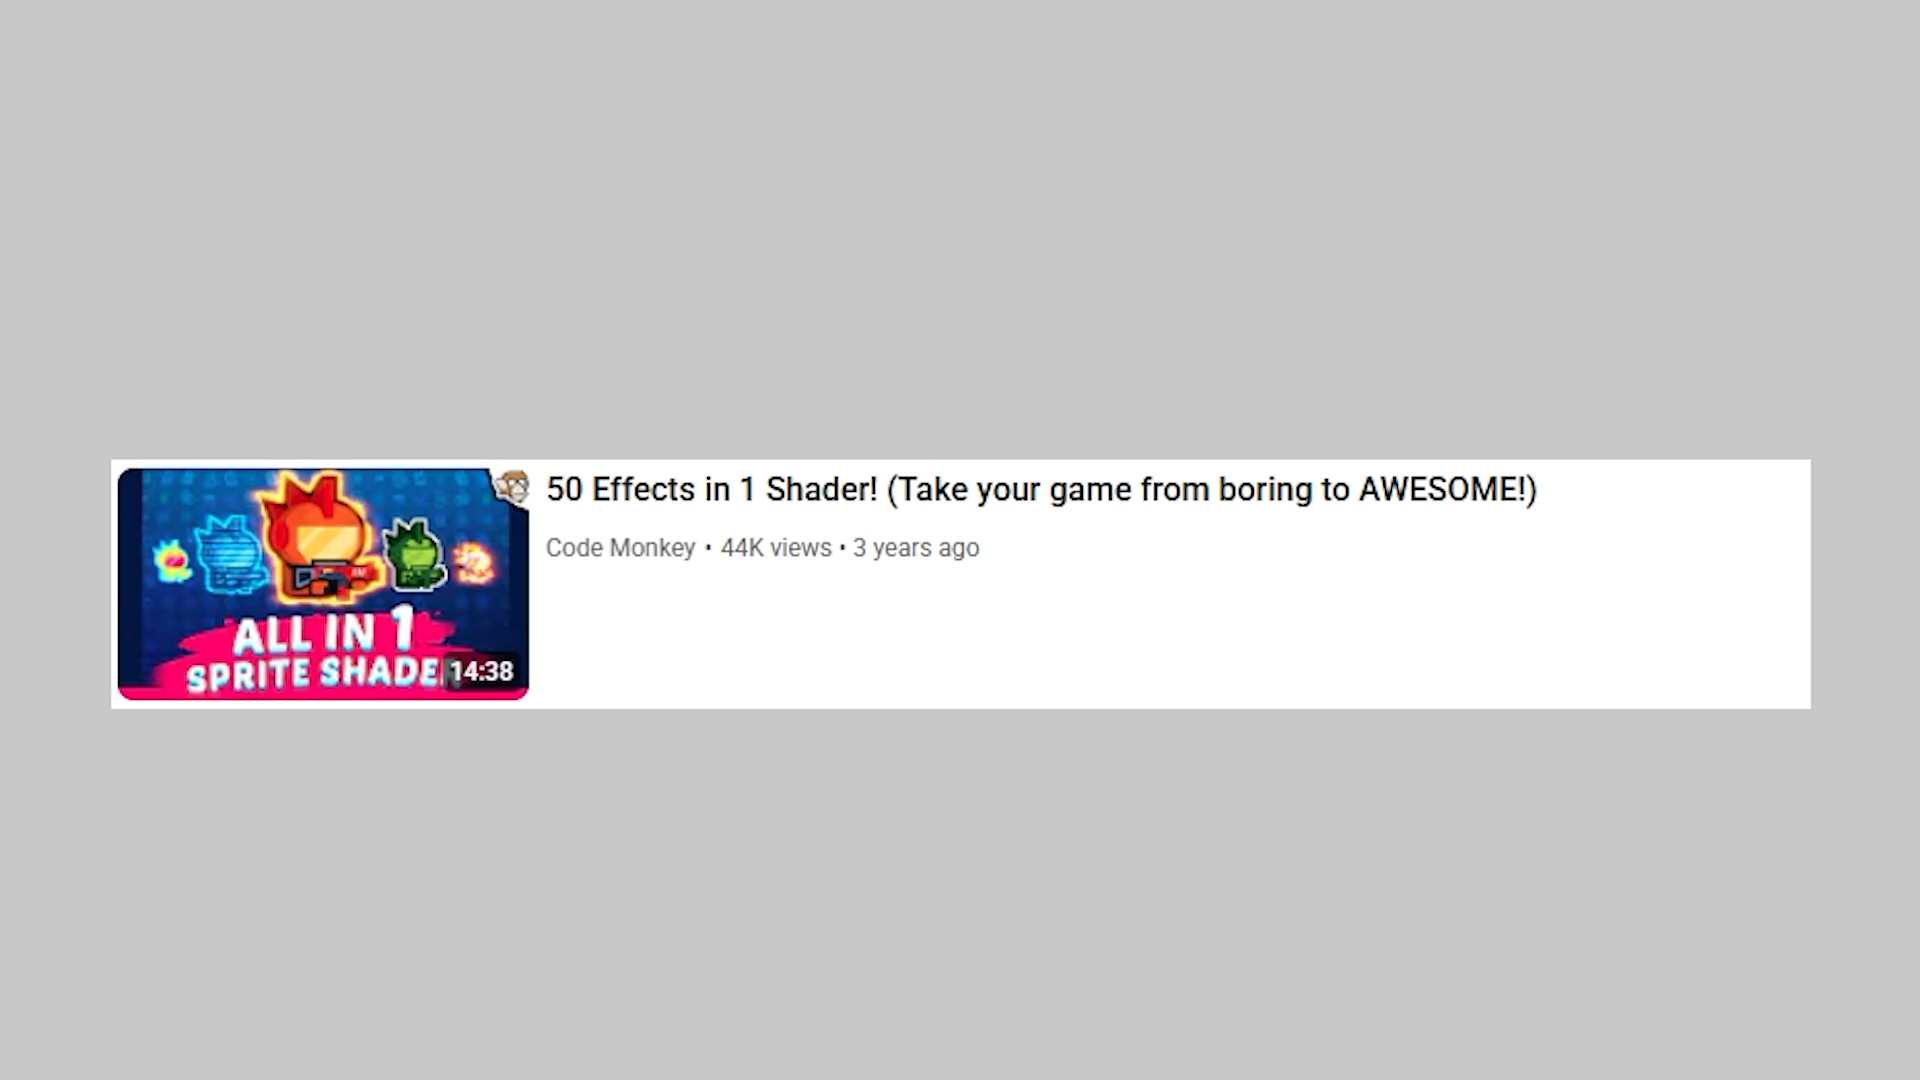 50 Effects in 1 Shader! (Take your game from boring to AWESOME!)
Code Monkey • 44K views • 3 years ago
ALL IN 1
SPRITE SHADE
14:38